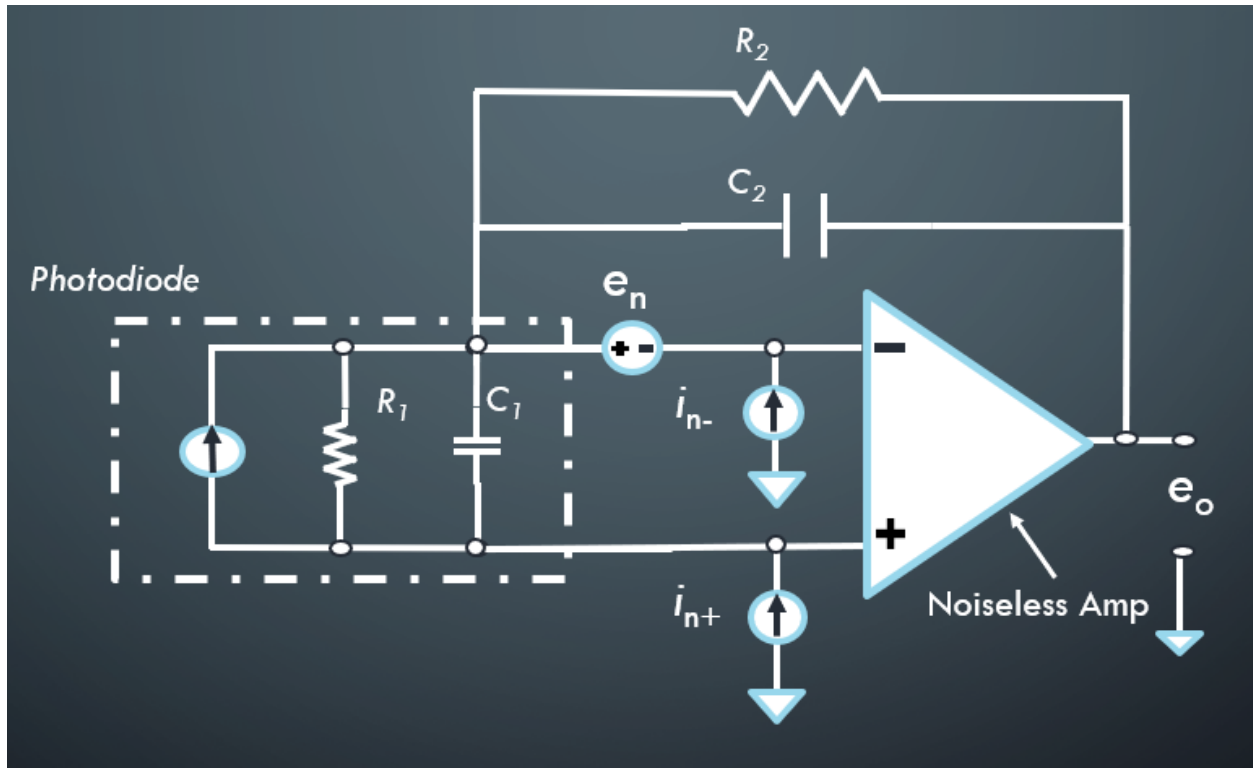 R2
C2
Photodiode
en
R1
C1
in-
eo
in+
Noiseless Amp
- 
+
+ -